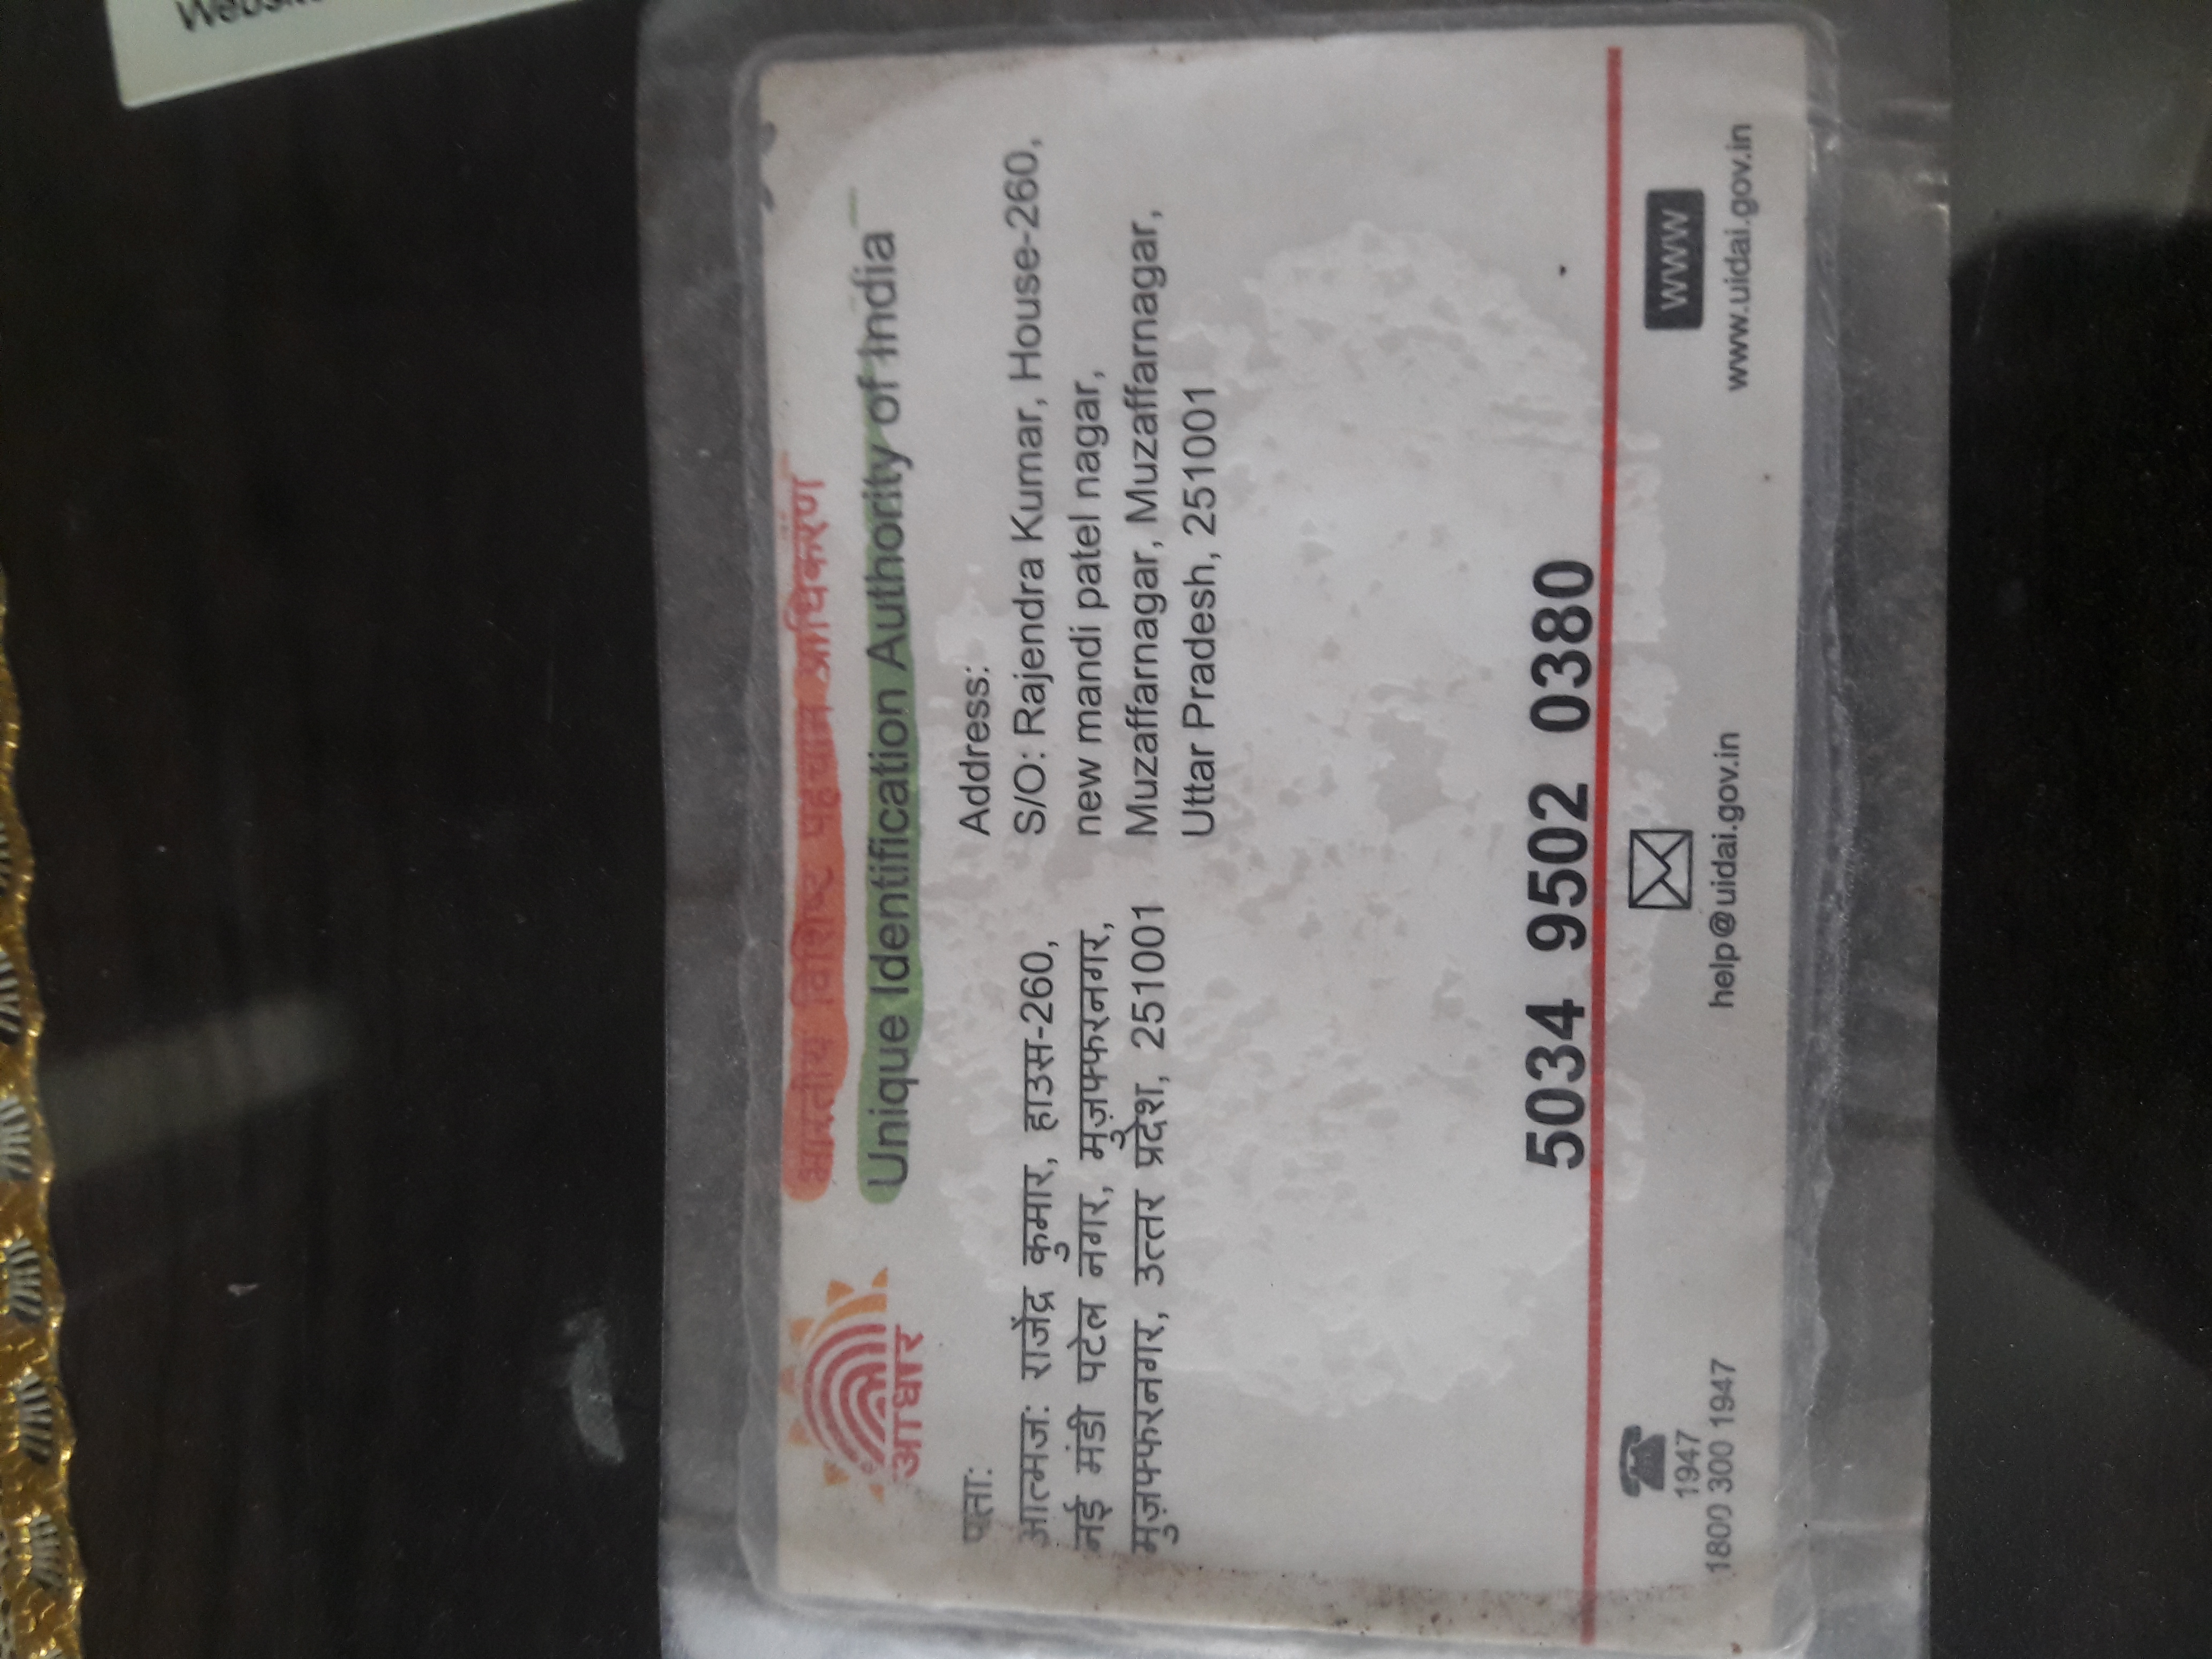 Website
भारतीय विशिष्ट पहचान प्राधिकरण
Unique Identification Authority of India
आधार
पता:
आत्मज: राजेंद्र कुमार, हाउस-260,
नई मंडी पटेल नगर, मुज़फ्फरनगर,
मुज़फ्फरनगर, उत्तर प्रदेश, 251001
Address:
S/O: Rajendra Kumar, House-260,
new mandi patel nagar,
Muzaffarnagar, Muzaffarnagar,
Uttar Pradesh, 251001
5034 9502 0380
1947
1800 300 1947
help@uidai.gov.in
WWW
www.uidai.gov.in